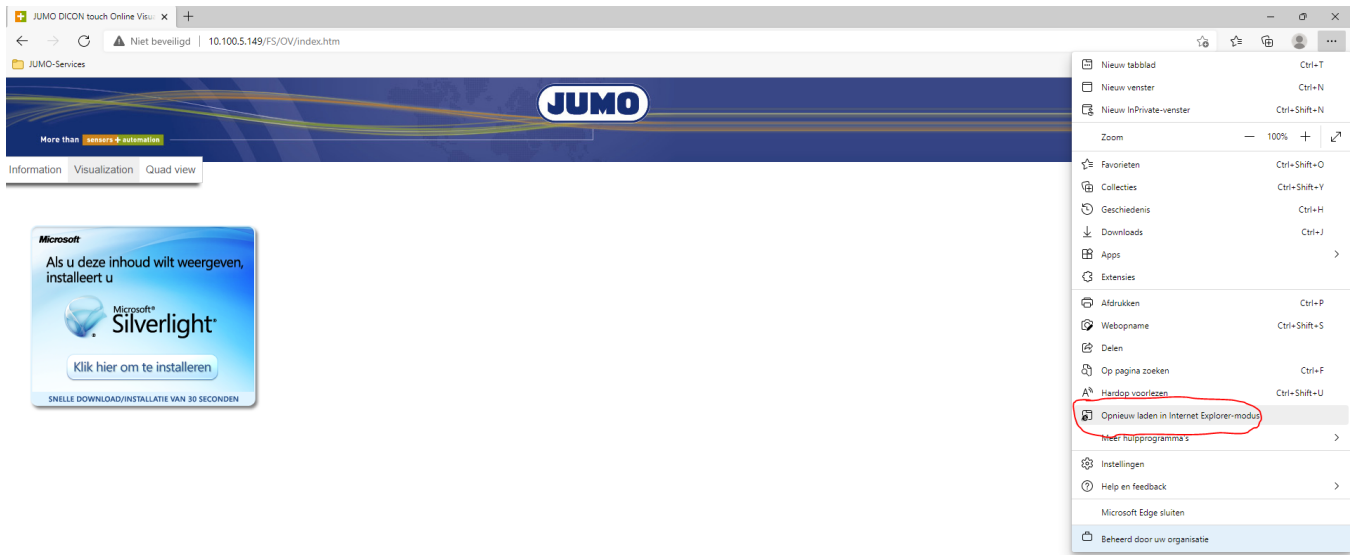 JUMO DICON touch Online Visu
Niet beveiligd
10.100.5.149/FS/OV/index.htm
JUMO-Services
JUMO
More than sensors + automation
Information Visualization Quad view
Microsoft
Als u deze inhoud wilt weergeven,
installeert u
Microsoft®
Silverlight™
Klik hier om te installeren
SNELLE DOWNLOAD/INSTALLATIE VAN 30 SECONDEN
Nieuw tabblad Ctrl+T
Nieuw venster Ctrl+N
Nieuw InPrivate-venster Ctrl+Shift+N
Zoom 100%
Favorieten Ctrl+Shift+O
Collecties Ctrl+Shift+Y
Geschiedenis Ctrl+H
Downloads Ctrl+J
Apps
Extensies
Afdrukken Ctrl+P
Webopname Ctrl+Shift+S
Delen
Op pagina zoeken Ctrl+F
Hardop voorlezen Ctrl+Shift+U
Opnieuw laden in Internet Explorer-modus
Meer hulpprogramma's
Instellingen
Help en feedback
Microsoft Edge sluiten
Beheerd door uw organisatie